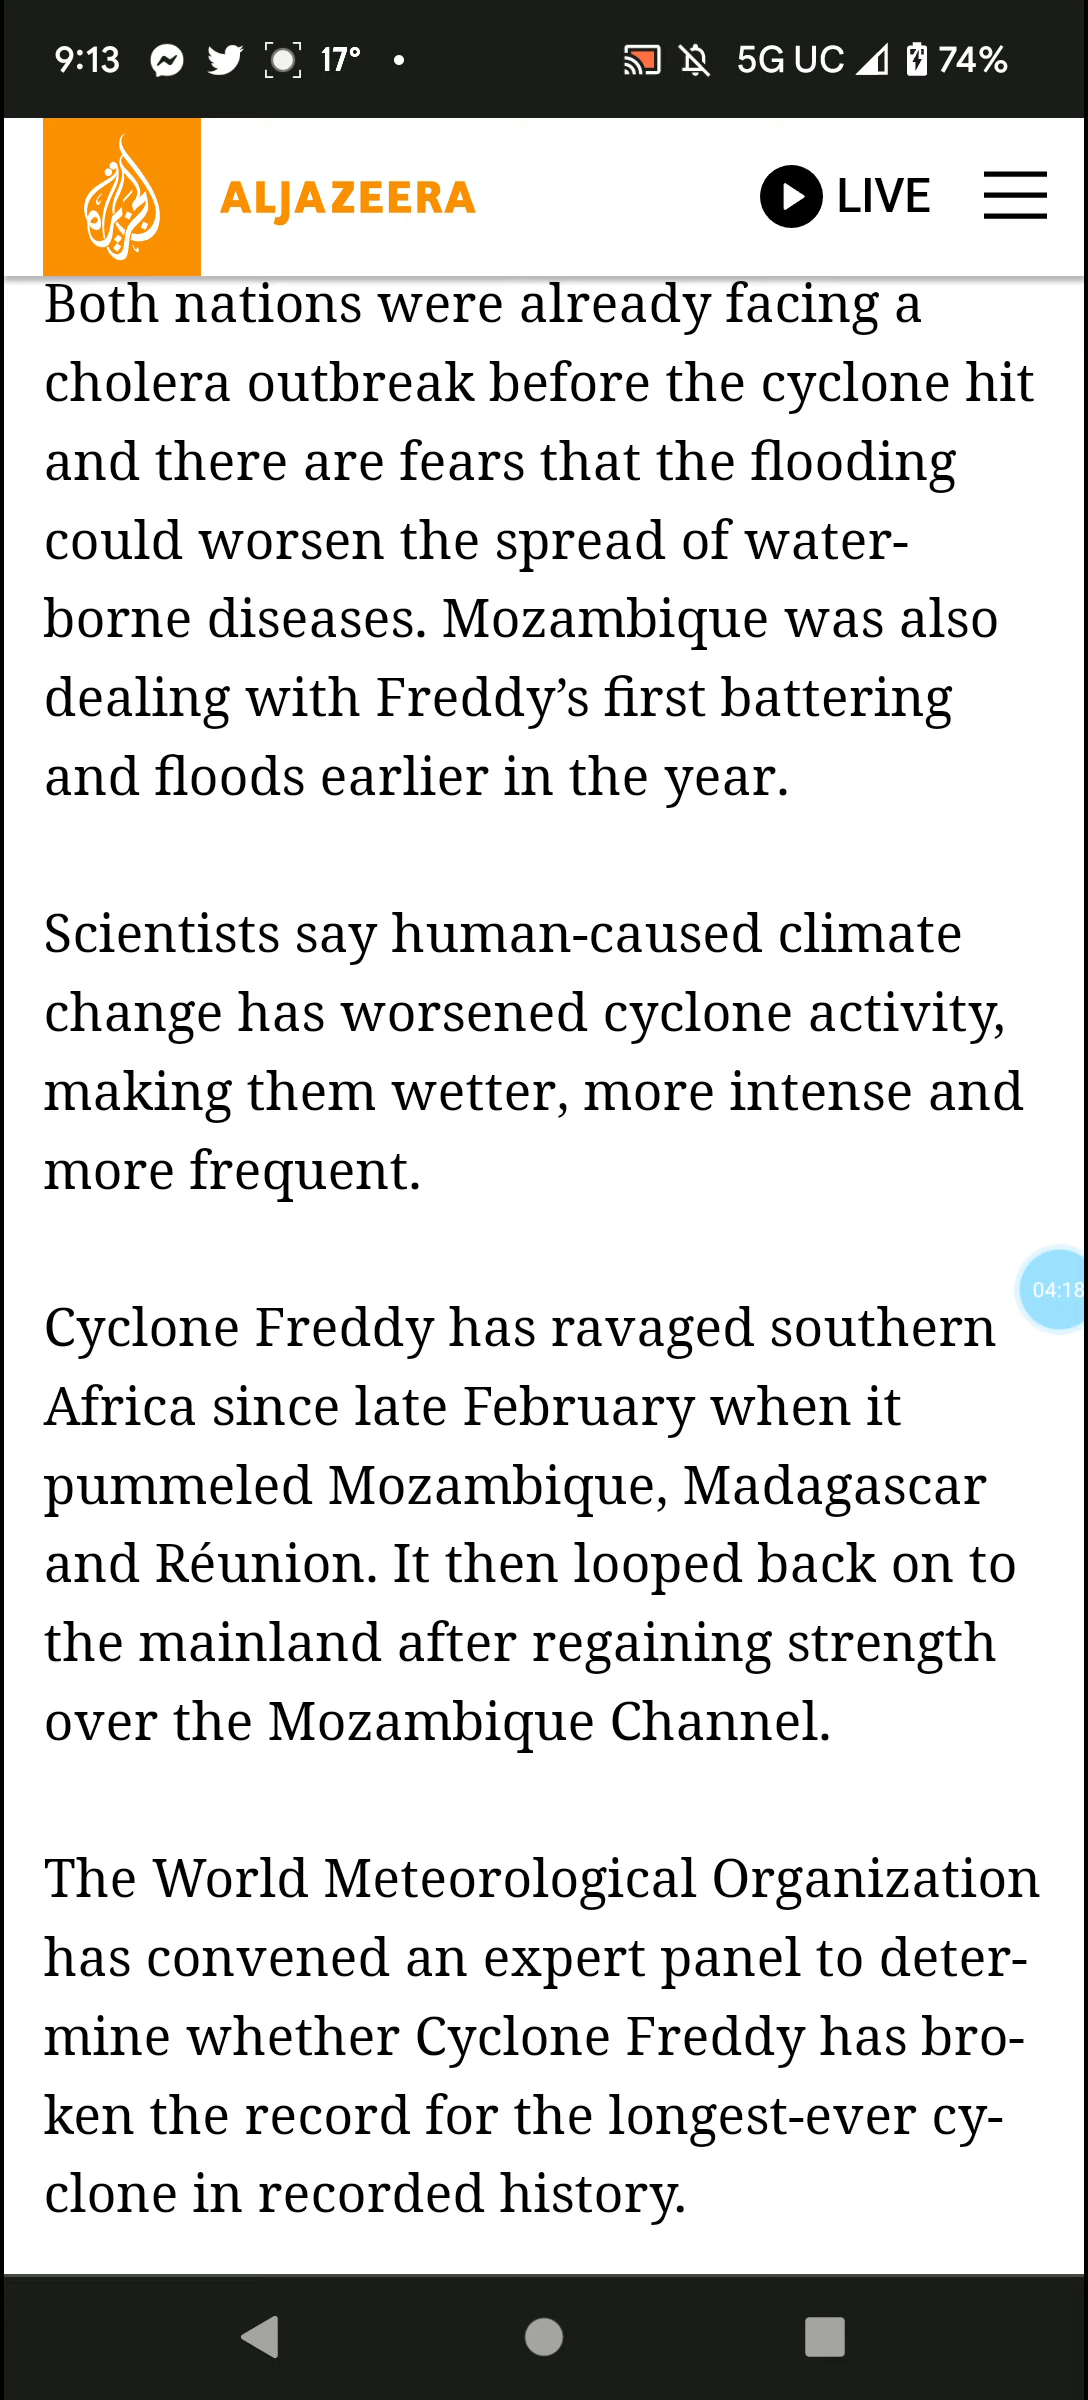 9:13 17° 5G UC 74%
ALJAZEERA LIVE
Both nations were already facing a
cholera outbreak before the cyclone hit
and there are fears that the flooding
could worsen the spread of water-
borne diseases. Mozambique was also
dealing with Freddy’s first battering
and floods earlier in the year.
Scientists say human-caused climate
change has worsened cyclone activity,
making them wetter, more intense and
more frequent.
04:18
Cyclone Freddy has ravaged southern
Africa since late February when it
pummeled Mozambique, Madagascar
and Réunion. It then looped back on to
the mainland after regaining strength
over the Mozambique Channel.
The World Meteorological Organization
has convened an expert panel to deter-
mine whether Cyclone Freddy has bro-
ken the record for the longest-ever cy-
clone in recorded history.